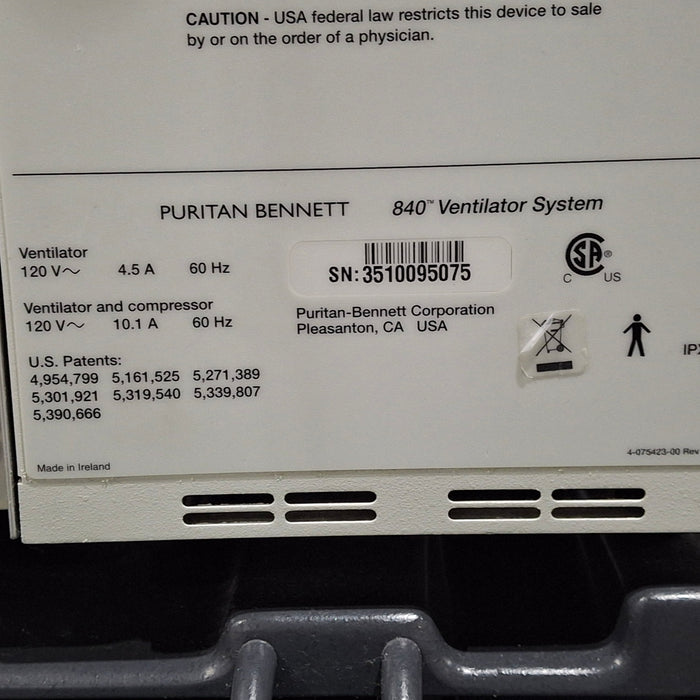 CAUTION - USA federal law restricts this device to sale
by or on the order of a physician.
PURITAN BENNETT 840™ Ventilator System
Ventilator
120 V~ 4.5 A 60 Hz
SN: 3510095075
CSA®
C US
Ventilator and compressor
120 V~ 10.1 A 60 Hz
Puritan-Bennett Corporation
Pleasanton, CA USA
IPX
U.S. Patents:
4,954,799 5,161,525 5,271,389
5,301,921 5,319,540 5,339,807
5,390,666
Made in Ireland
4-075423-00 Rev